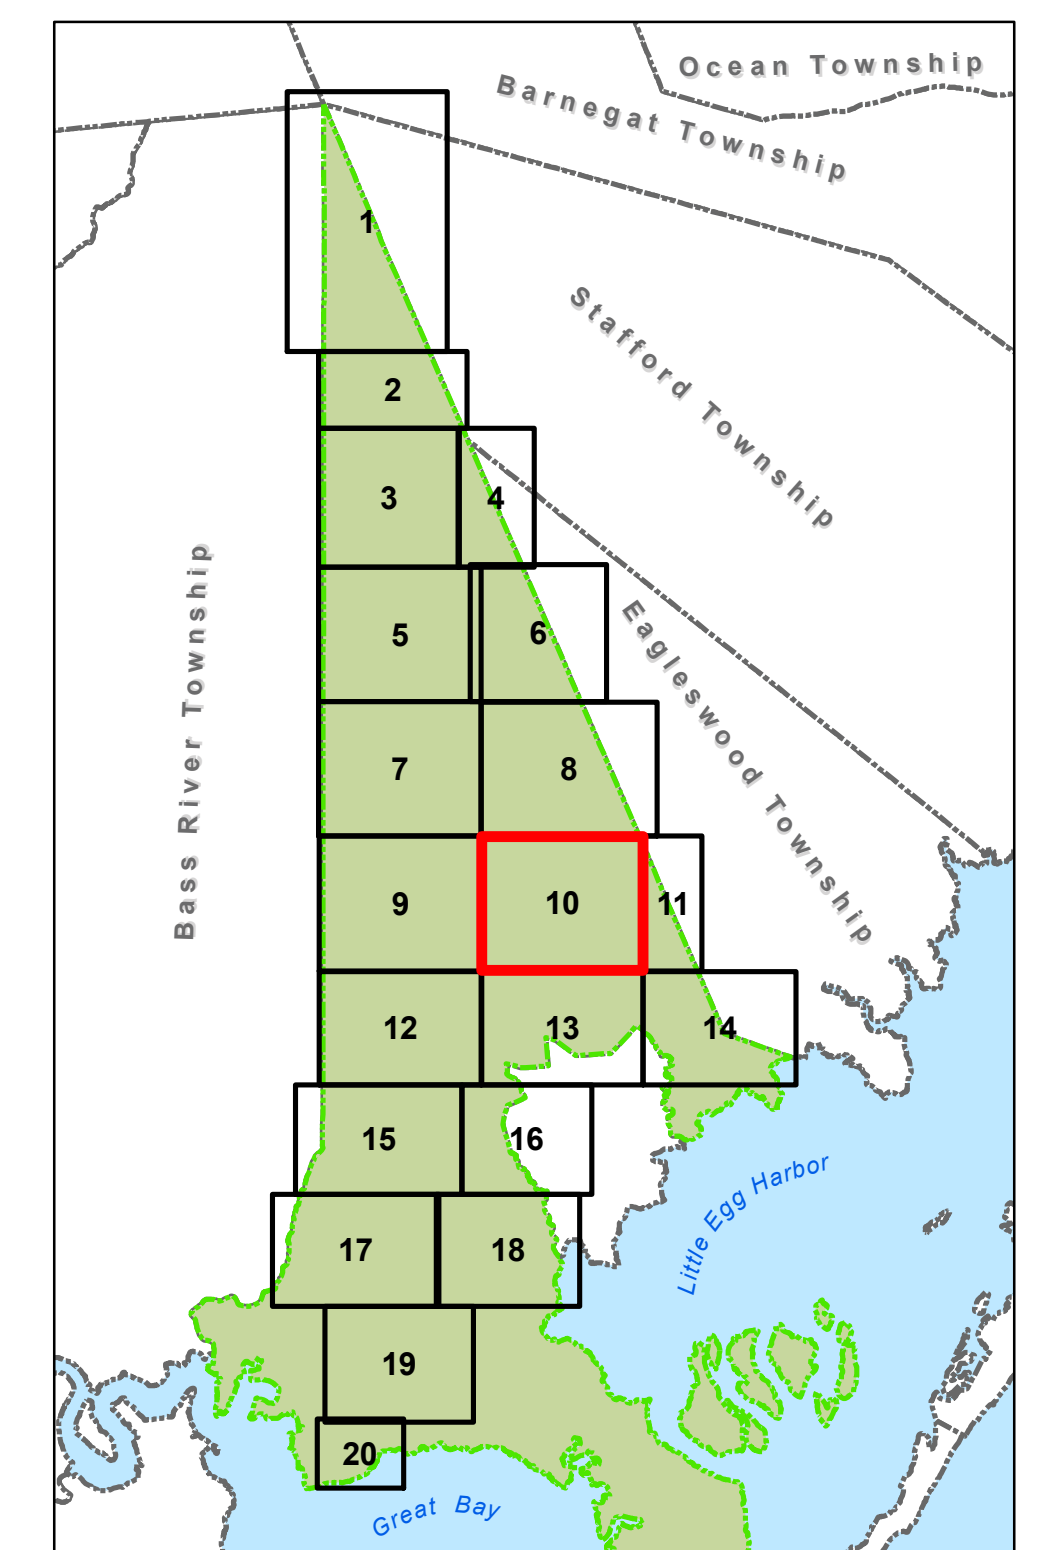 Ocean Township
Barnegat Township
1
Stafford Township
2
3
4
Bass River Township
5
6
Eagleswood Township
7
8
9
10
11
12
13
14
15
16
Little Egg Harbor
17
18
19
20
Great Bay